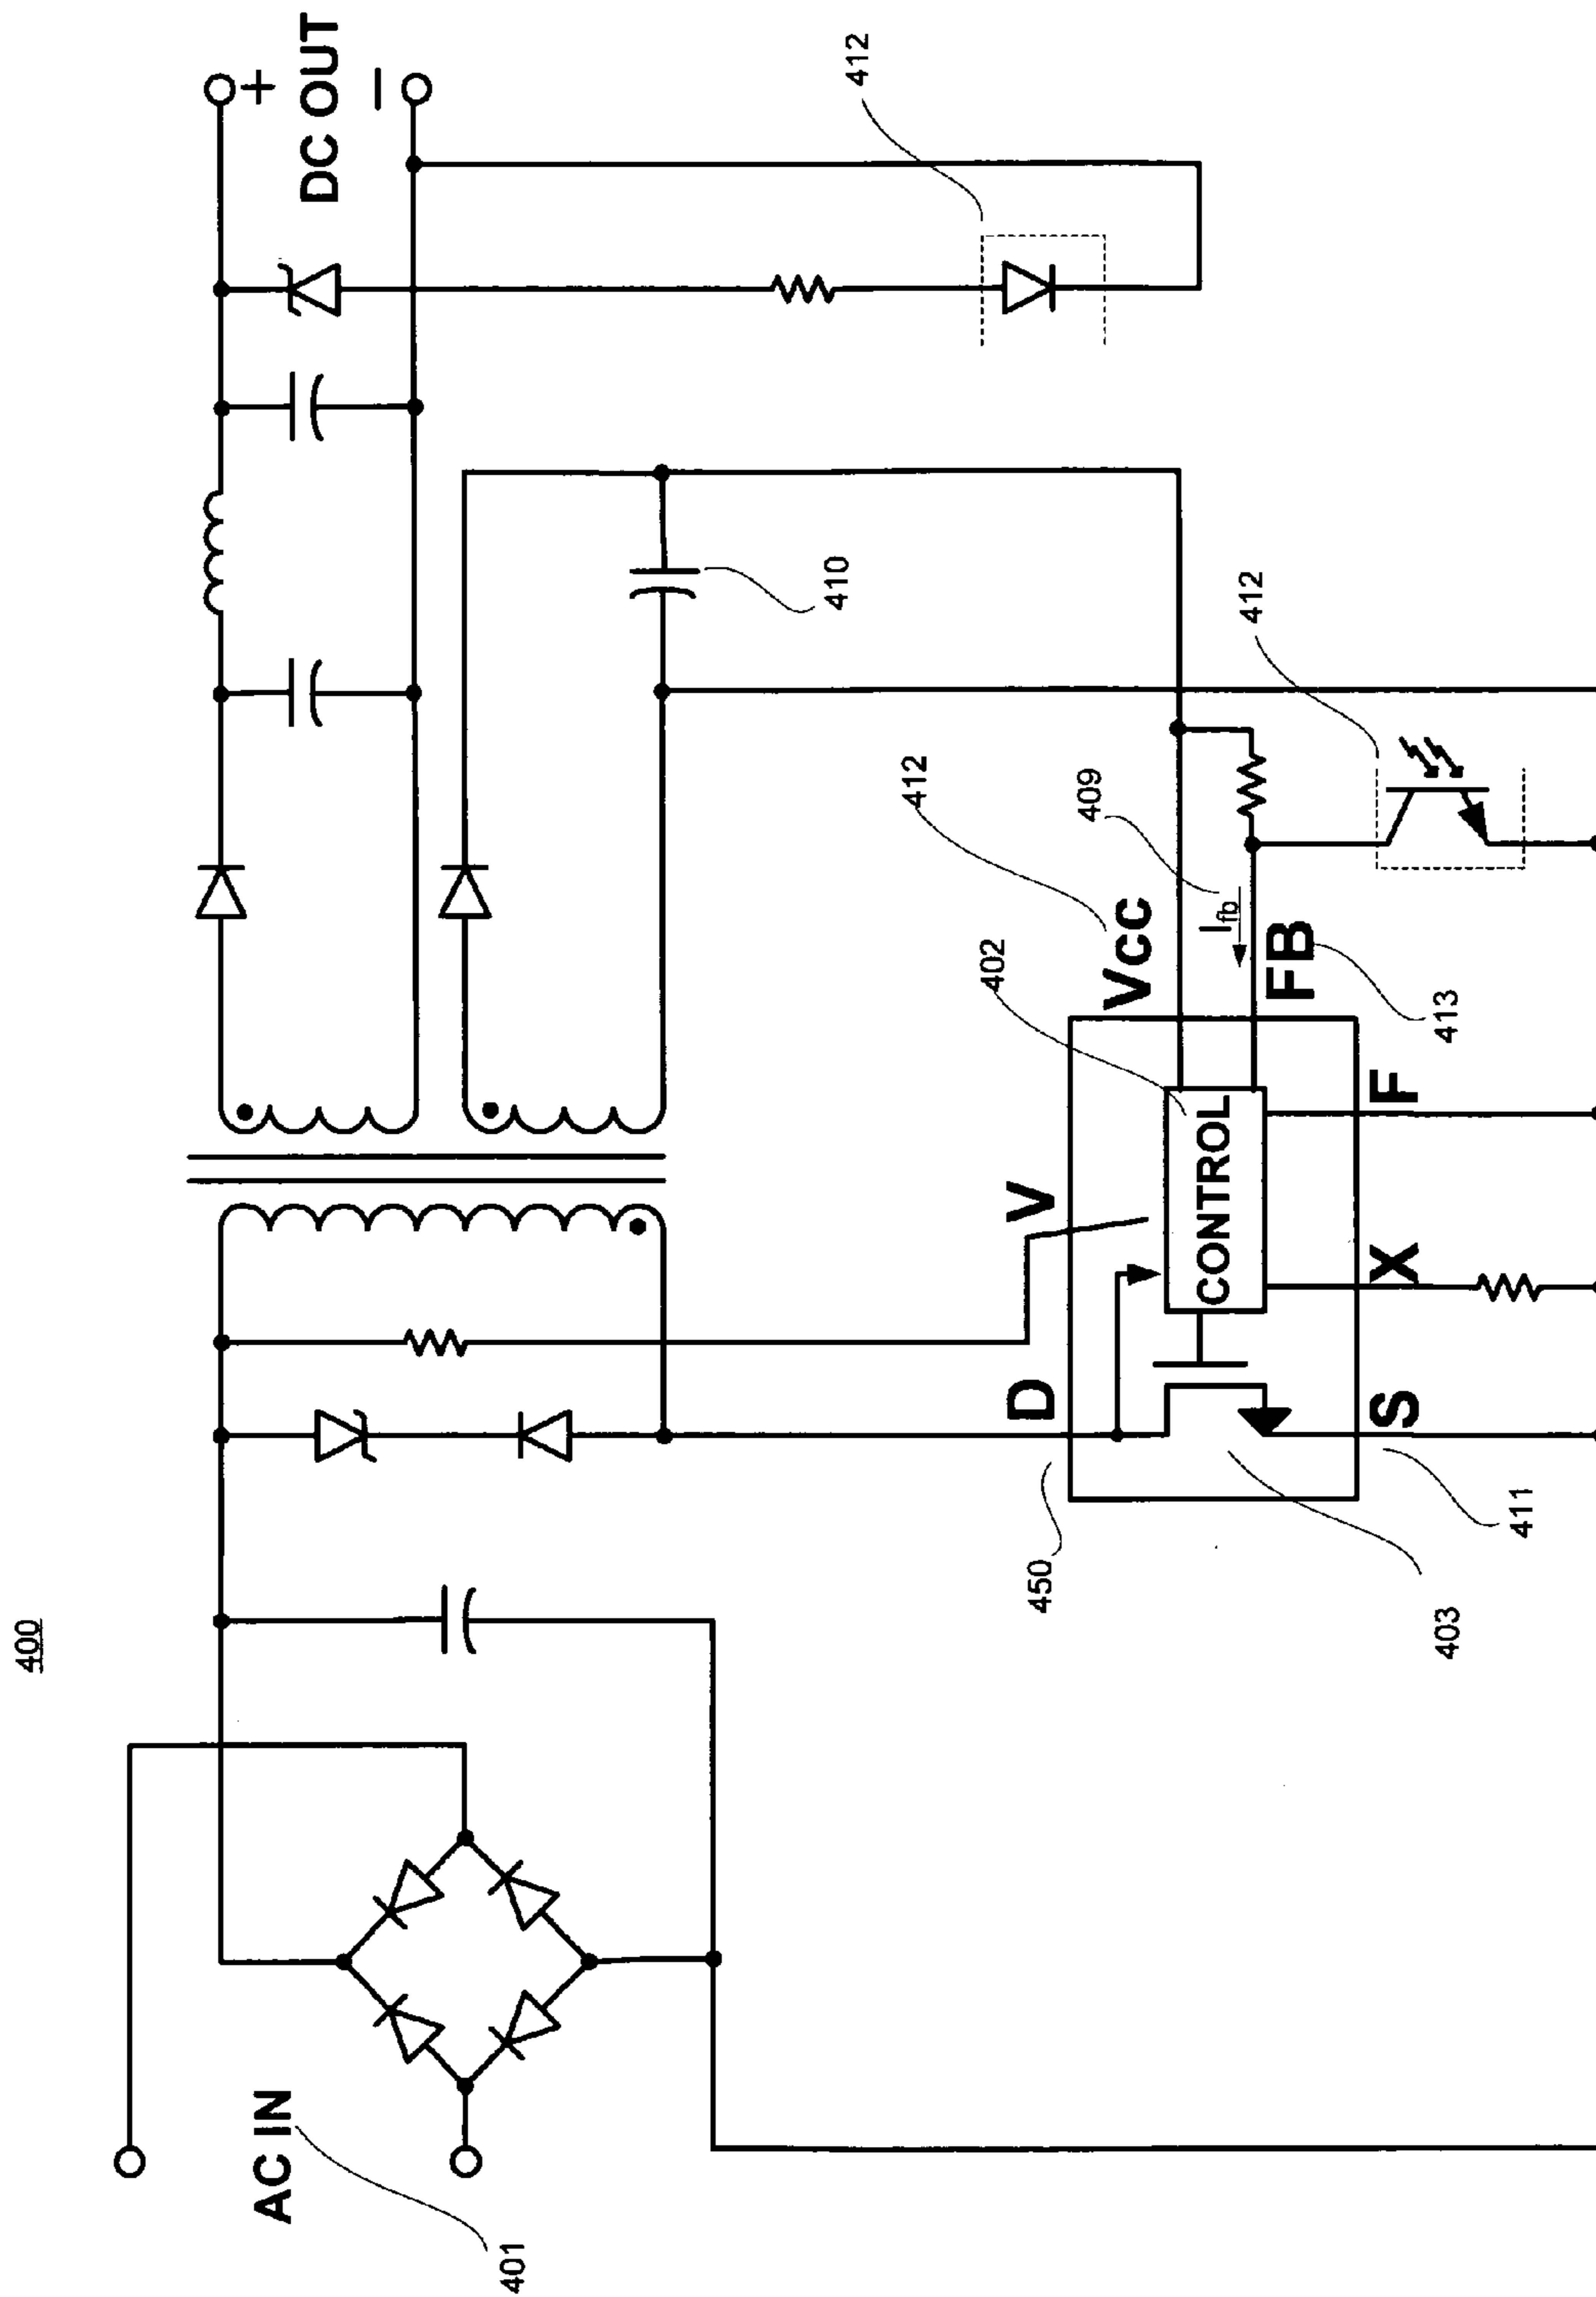 400
AC IN
401
+
DC OUT
–
412
410
412
412
409
402
Vcc
Ifb
FB
413
V
D
CONTROL
F
X
S
450
411
403